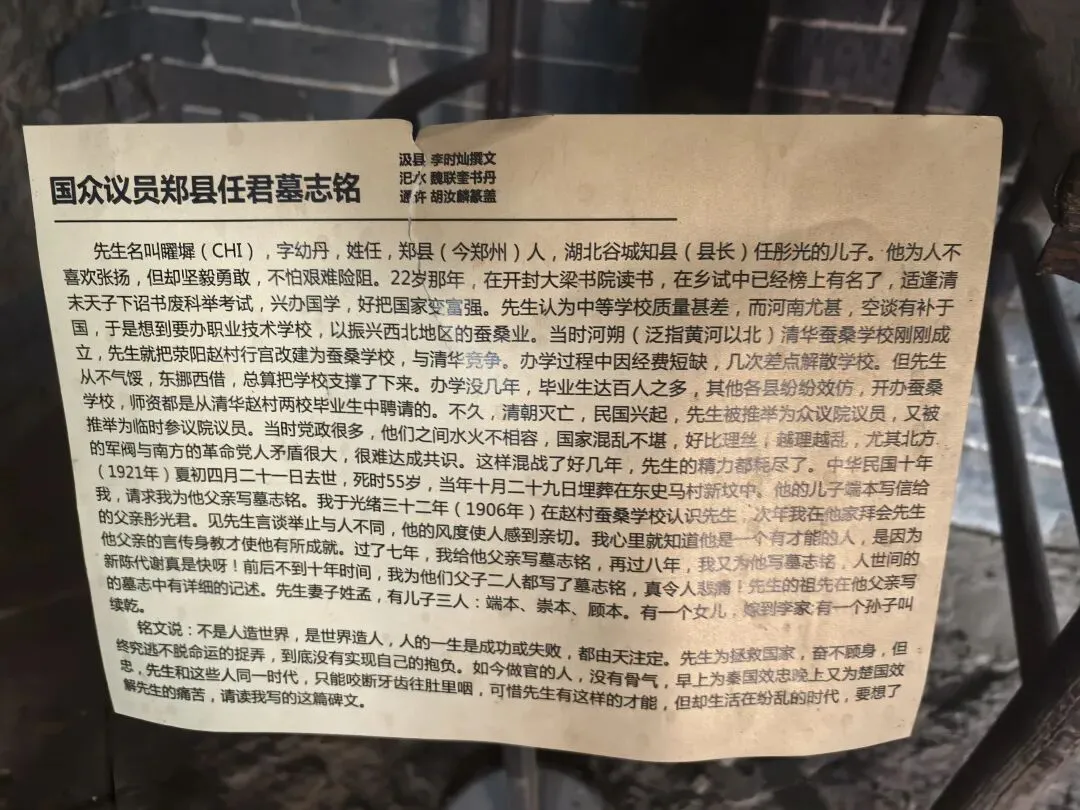 国众议员郑县任君墓志铭
汲县 李时灿撰文
汜水 魏联奎书丹
通许 胡汝麟篆盖
先生名叫曜墀(CHI),字幼丹,姓任,郑县(今郑州)人,湖北谷城知县(县长)任彤光的儿子。他为人不
喜欢张扬,但却坚毅勇敢,不怕艰难险阻。22岁那年,在开封大梁书院读书,在乡试中已经榜上有名了,适逢清
末天子下诏书废科举考试,兴办国学,好把国家变富强。先生认为中等学校质量甚差,而河南尤甚,空谈有补于
国,于是想到要办职业技术学校,以振兴西北地区的蚕桑业。当时河朔(泛指黄河以北)清华蚕桑学校刚刚成
立,先生就把荥阳赵村行宫改建为蚕桑学校,与清华竞争。办学过程中因经费短缺,几次差点解散学校。但先生
从不气馁,东挪西借,总算把学校支撑了下来。办学没几年,毕业生达百人之多,其他各县纷纷效仿,开办蚕桑
学校,师资都是从清华赵村两校毕业生中聘请的。不久,清朝灭亡,民国兴起,先生被推举为众议院议员,又被
推举为临时参议院议员。当时党政很多,他们之间水火不相容,国家混乱不堪,好比理丝,越理越乱,尤其北方
的军阀与南方的革命党人矛盾很大,很难达成共识。这样混战了好几年,先生的精力都耗尽了。中华民国十年
(1921年)夏初四月二十一日去世,死时55岁,当年十月二十九日埋葬在东史马村新坟中。他的儿子端本写信给
我,请求我为他父亲写墓志铭。我于光绪三十二年(1906年)在赵村蚕桑学校认识先生,次年我在他家拜会先生
的父亲彤光君。见先生言谈举止与人不同,他的风度使人感到亲切。我心里就知道他是一个有才能的人,是因为
他父亲的言传身教才使他有所成就。过了七年,我给他父亲写墓志铭,再过八年,我又为他写墓志铭,人世间的
新陈代谢真是快呀!前后不到十年时间,我为他们父子二人都写了墓志铭,真令人悲痛!先生的祖先在他父亲写
的墓志中有详细的记述。先生妻子姓孟,有儿子三人:端本、崇本、顾本。有一个女儿,嫁到李家,有一个孙子叫
续乾。
铭文说:不是人造世界,是世界造人,人的一生是成功或失败,都由天注定。先生为拯救国家,奋不顾身,但
终究逃不脱命运的捉弄,到底没有实现自己的抱负。如今做官的人,没有骨气,早上为秦国效忠晚上又为楚国效
忠,先生和这些人同一时代,只能咬断牙齿往肚里咽,可惜先生有这样的才能,但却生活在纷乱的时代,要想了
解先生的痛苦,请读我写的这篇碑文。